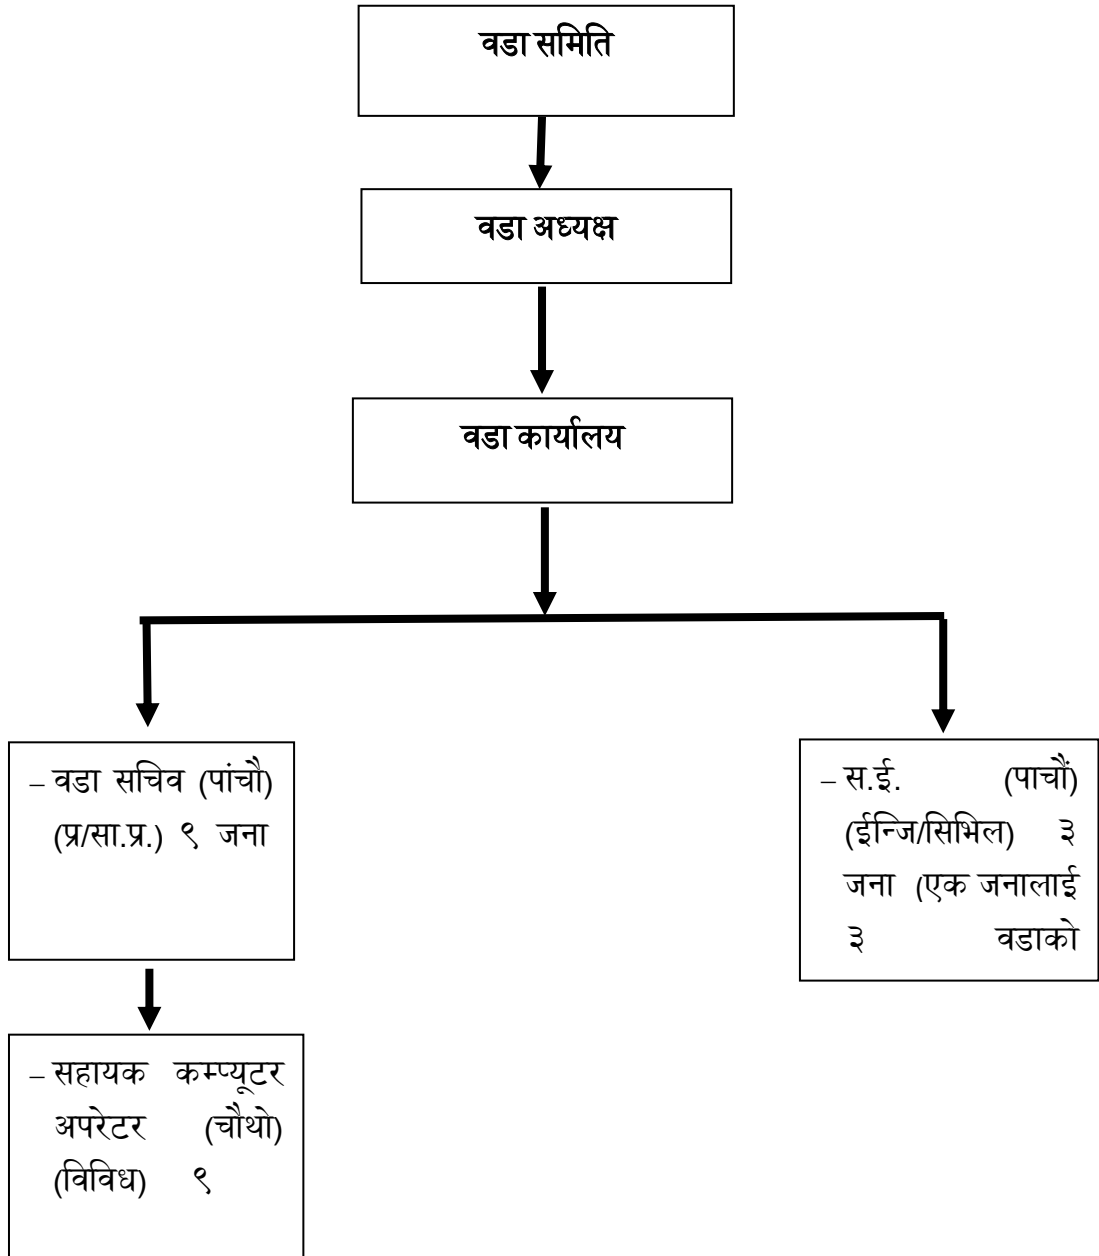 वडा समिति
वडा अध्यक्ष
वडा कार्यालय
– वडा सचिव (पांचौ)
(प्र/सा.प्र.) ९ जना
– स.ई. (पाचौं)
(ईन्जि/सिभिल) ३
जना (एक जनालाई
३ वडाको
– सहायक कम्प्यूटर
अपरेटर (चौथो)
(विविध) ९